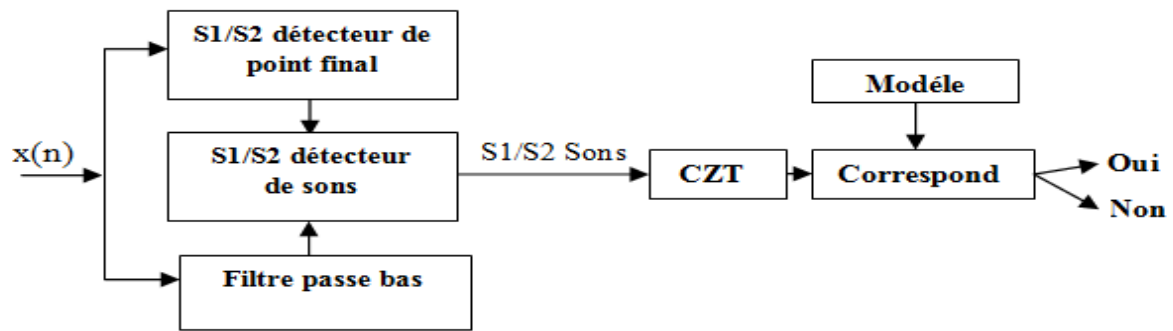 S1/S2 détecteur de
point final
x(n)
S1/S2 détecteur
de sons
Filtre passe bas
S1/S2 Sons
CZT
Modéle
Correspond
Oui
Non